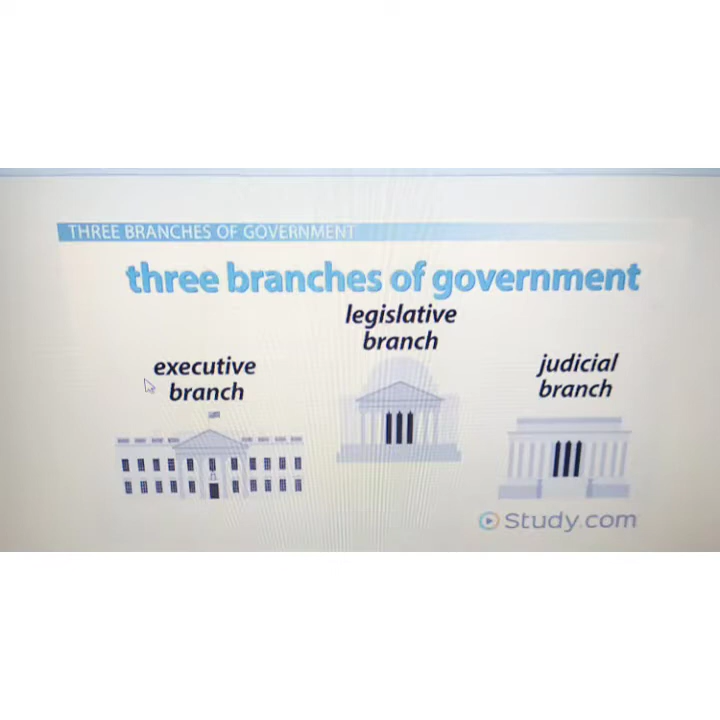 THREE BRANCHES OF GOVERNMENT
three branches of government
legislative
branch
executive
branch
judicial
branch
Study.com